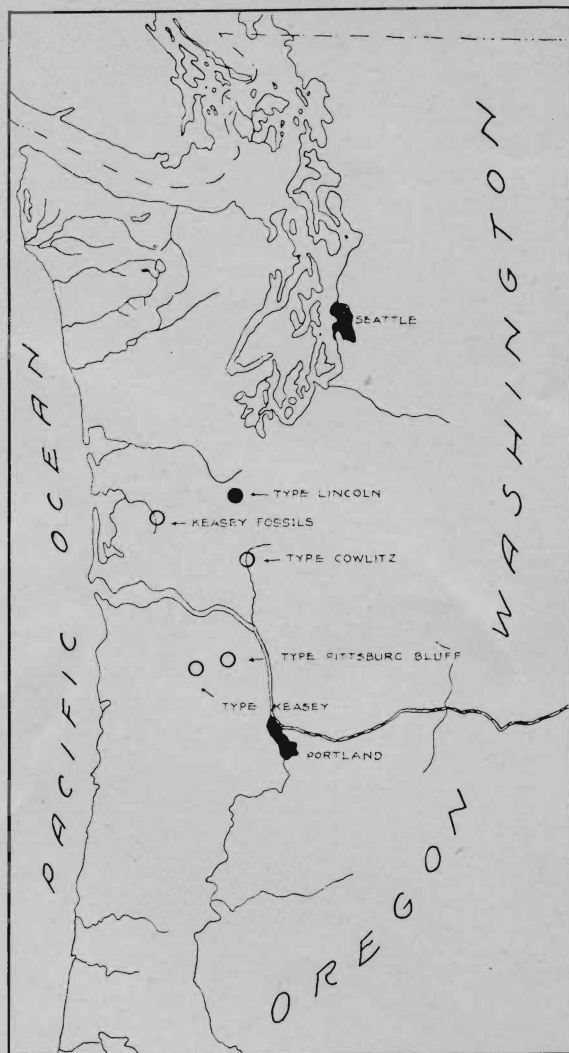 WASHINGTON
SEATTLE
PACIFIC OCEAN
TYPE LINCOLN
KEASEY FOSSILS
TYPE COWLITZ
TYPE PITTSBURG BLUFF
TYPE KEASEY
PORTLAND
OREGON